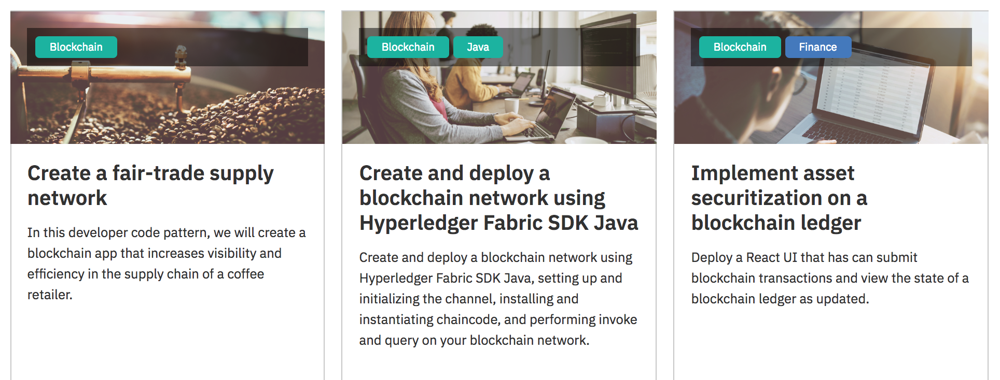 Blockchain
Create a fair-trade supply
network
In this developer code pattern, we will create a
blockchain app that increases visibility and
efficiency in the supply chain of a coffee
retailer.
Blockchain Java
Create and deploy a
blockchain network using
Hyperledger Fabric SDK Java
Create and deploy a blockchain network using
Hyperledger Fabric SDK Java, setting up and
initializing the channel, installing and
instantiating chaincode, and performing invoke
and query on your blockchain network.
Blockchain Finance
Implement asset
securitization on a
blockchain ledger
Deploy a React UI that has can submit
blockchain transactions and view the state of a
blockchain ledger as updated.